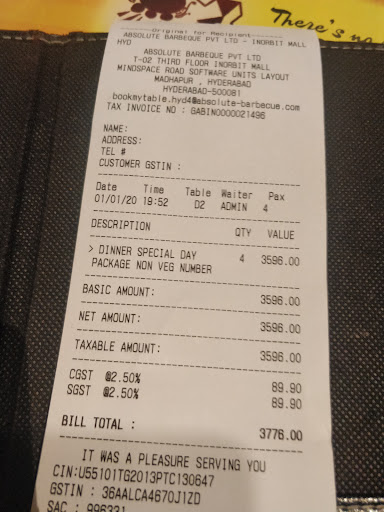 There's no
Original for Recipient
ABSOLUTE BARBEQUE PVT LTD - INORBIT MALL
HYD
ABSOLUTE BARBEQUE PVT LTD
T-02 THIRD FLOOR INORBIT MALL
MINDSPACE ROAD SOFTWARE UNITS LAYOUT
MADHAPUR , HYDERABAD
HYDERABAD-500081
bookmytable.hyd4@absolute-barbecue.com
TAX INVOICE NO : GABIN0000021496
NAME:
ADDRESS:
TEL #
CUSTOMER GSTIN :
Date Time Table Waiter Pax
01/01/20 19:52 D2 ADMIN 4
DESCRIPTION QTY VALUE
> DINNER SPECIAL DAY 4 3596.00
PACKAGE NON VEG NUMBER
BASIC AMOUNT: 3596.00
NET AMOUNT: 3596.00
TAXABLE AMOUNT: 3596.00
CGST @2.50% 89.90
SGST @2.50% 89.90
BILL TOTAL : 3776.00
IT WAS A PLEASURE SERVING YOU
CIN:U55101TG2013PTC130647
GSTIN : 36AALCA4670J1ZD
SAC : 996331